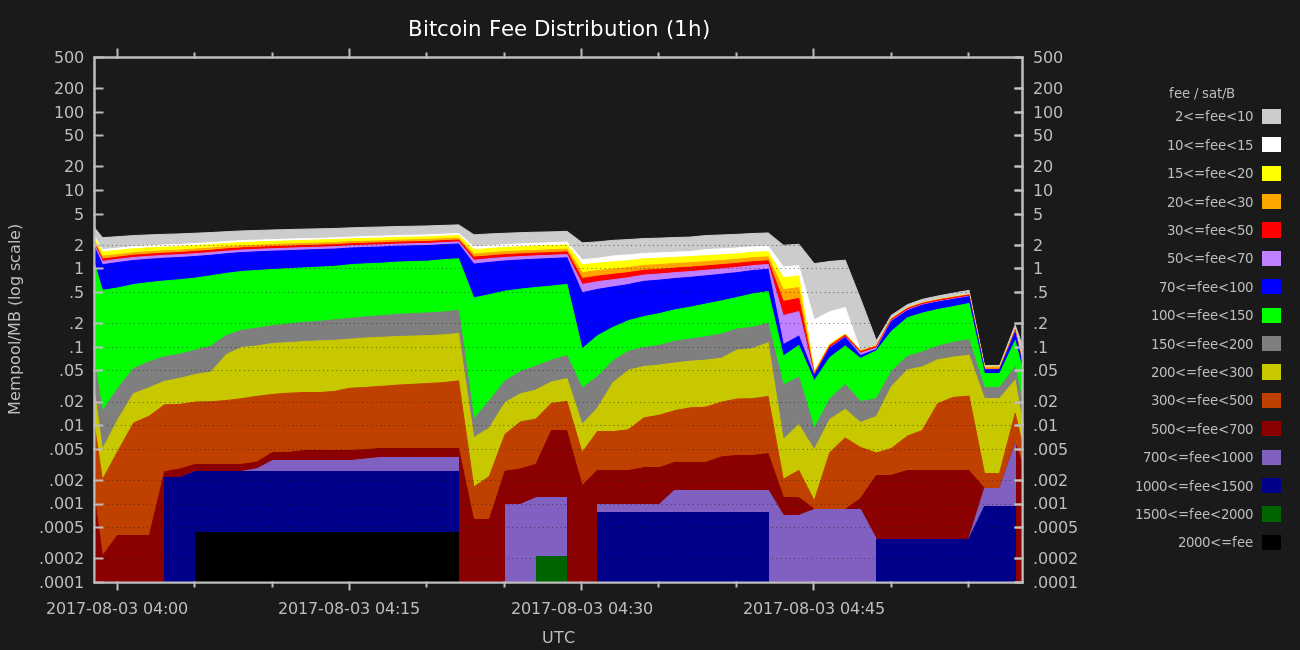 Bitcoin Fee Distribution (1h)
Mempool/MB (log scale)
500
200
100
50
20
10
5
2
1
.5
.2
.1
.05
.02
.01
.005
.002
.001
.0005
.0002
.0001
500
200
100
50
20
10
5
2
1
.5
.2
.1
.05
.02
.01
.005
.002
.001
.0005
.0002
.0001
2017-08-03 04:00 2017-08-03 04:15 2017-08-03 04:30 2017-08-03 04:45
UTC
fee / sat/B
2<=fee<10
10<=fee<15
15<=fee<20
20<=fee<30
30<=fee<50
50<=fee<70
70<=fee<100
100<=fee<150
150<=fee<200
200<=fee<300
300<=fee<500
500<=fee<700
700<=fee<1000
1000<=fee<1500
1500<=fee<2000
2000<=fee